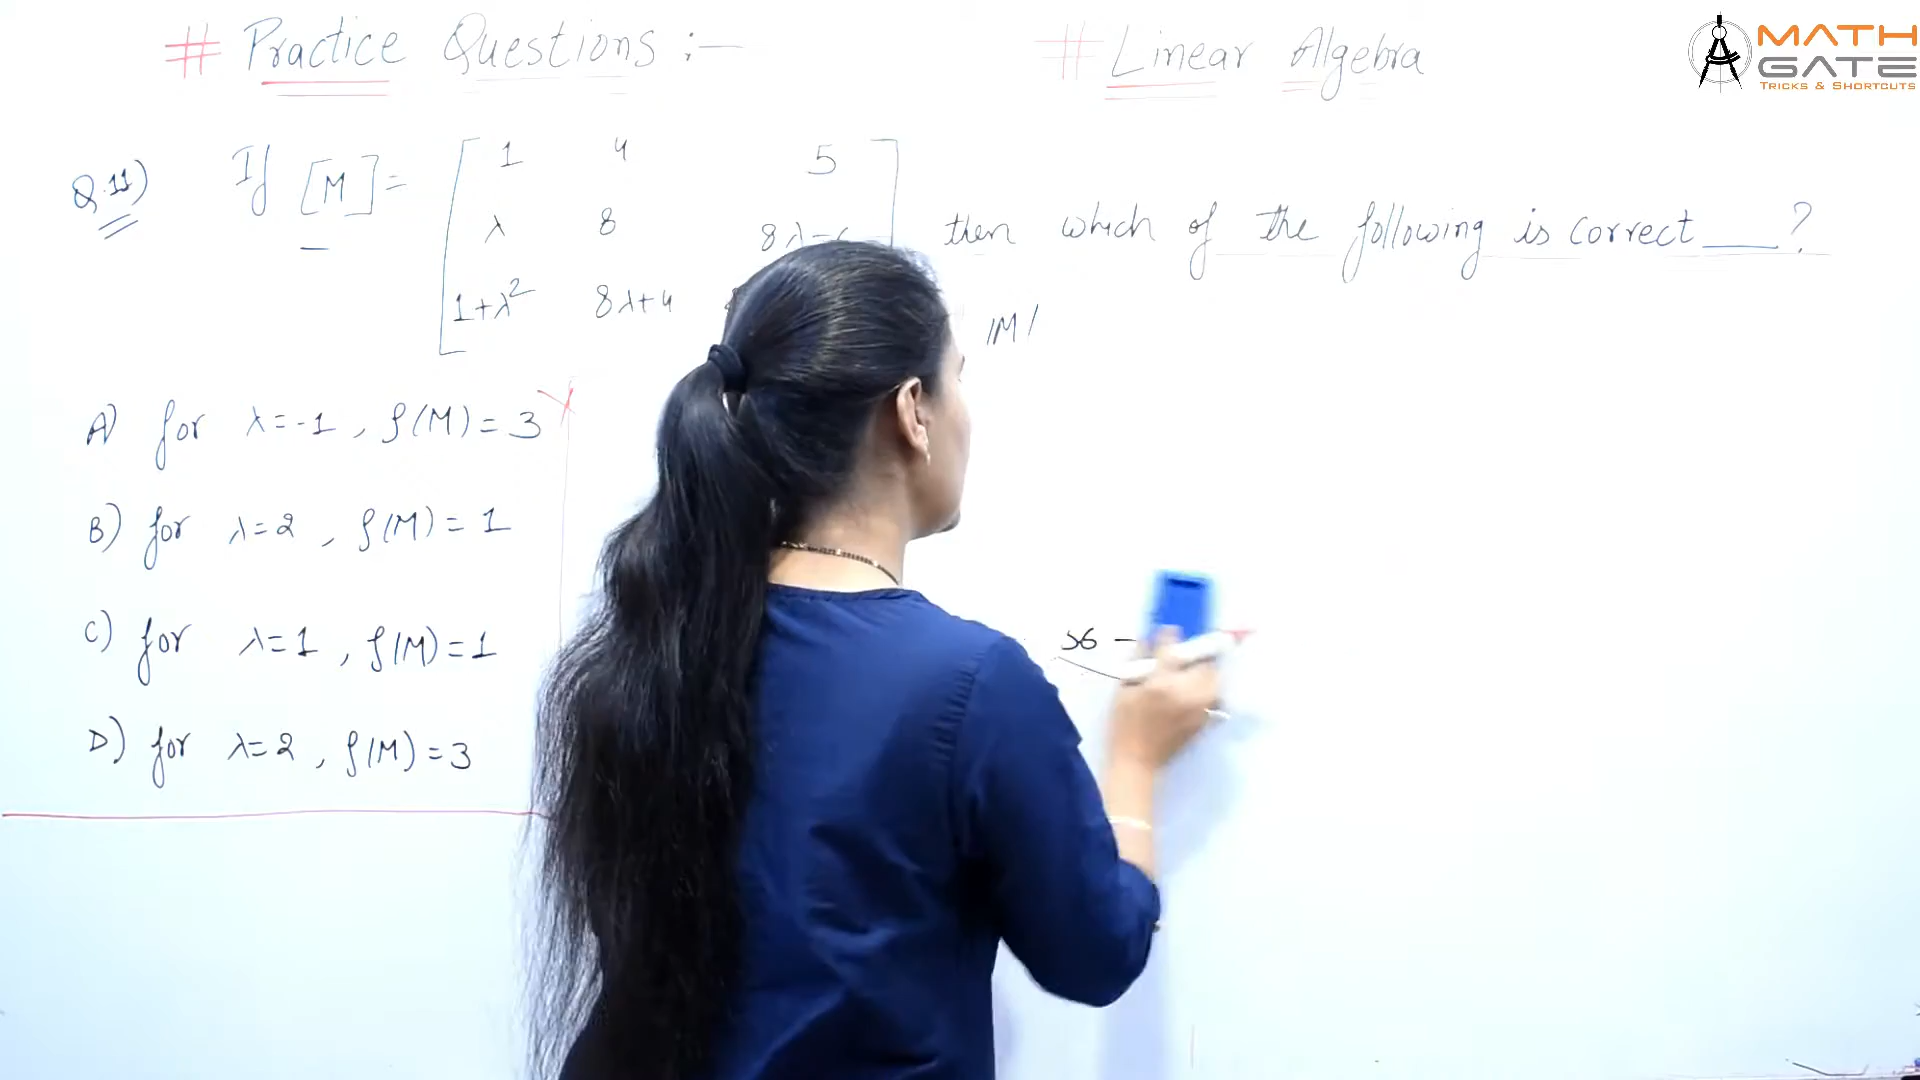 # Practice Questions :—
# Linear Algebra
MATH GATE
TRICKS & SHORTCUTS
Q.11) If [M] = [1 4 5
λ 8 8λ-
1+λ² 8λ+4
then which of the following is correct ___ ?
|M|
A) for λ=-1, ρ(M)=3
B) for λ=2, ρ(M)=1
C) for λ=1, ρ(M)=1
D) for λ=2, ρ(M)=3
36 –